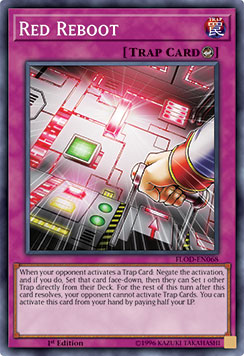 RED REBOOT
TRAP
罠
[TRAP CARD]
FLOD-EN068
When your opponent activates a Trap Card: Negate the activation,
and if you do, Set that card face-down, then they can Set 1 other
Trap directly from their Deck. For the rest of this turn after this
card resolves, your opponent cannot activate Trap Cards. You can
activate this card from your hand by paying half your LP.
1st Edition
©1996 KAZUKI TAKAHASHI